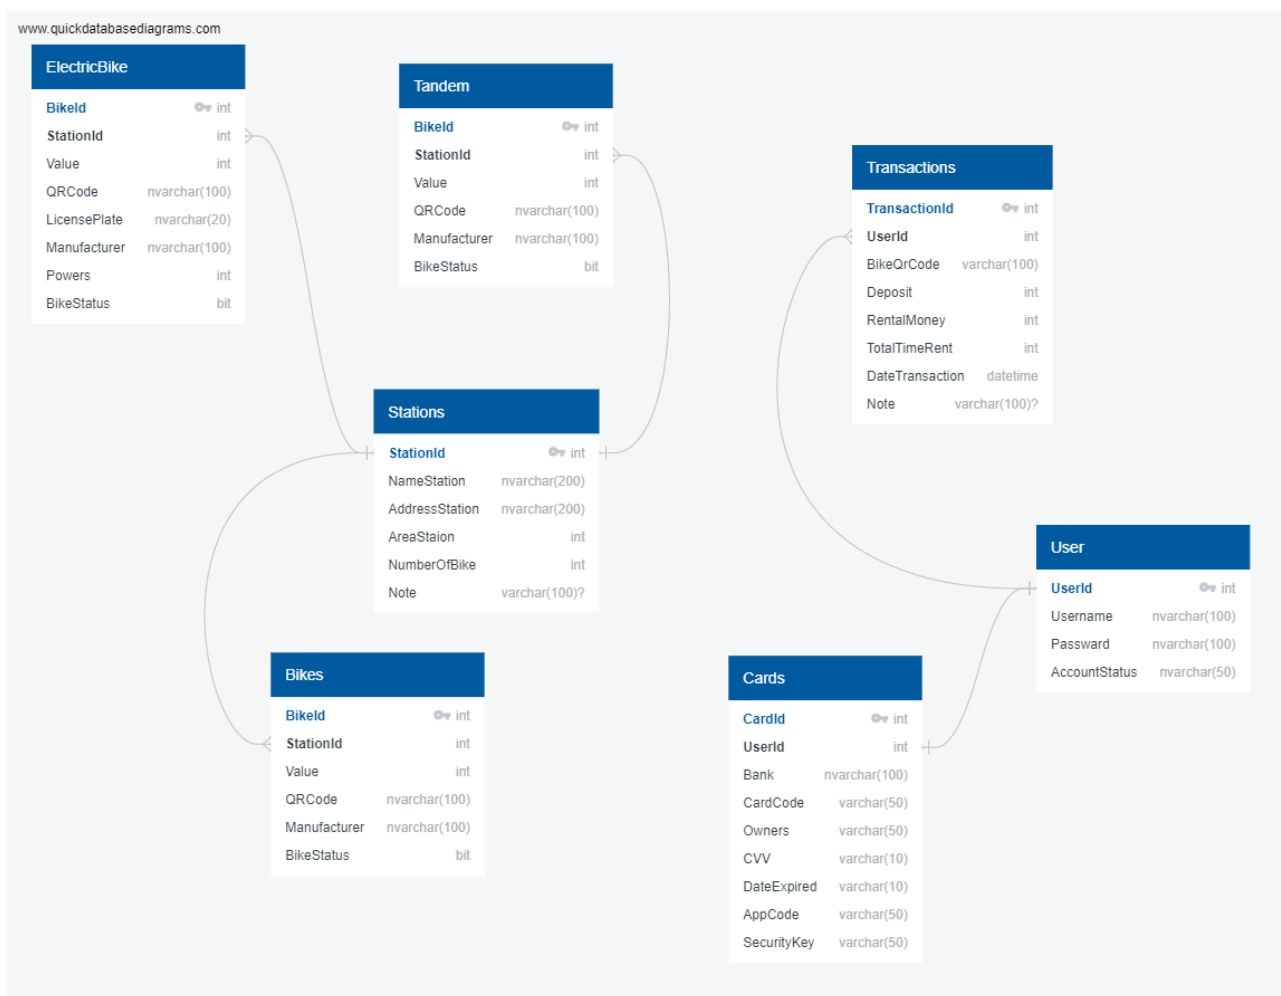 www.quickdatabasediagrams.com
ElectricBike
BikeId int
StationId int
Value int
QRCode nvarchar(100)
LicensePlate nvarchar(20)
Manufacturer nvarchar(100)
Powers int
BikeStatus bit
Tandem
BikeId int
StationId int
Value int
QRCode nvarchar(100)
Manufacturer nvarchar(100)
BikeStatus bit
Transactions
TransactionId int
UserId int
BikeQrCode varchar(100)
Deposit int
RentalMoney int
TotalTimeRent int
DateTransaction datetime
Note varchar(100)?
Stations
StationId int
NameStation nvarchar(200)
AddressStation nvarchar(200)
AreaStaion int
NumberOfBike int
Note varchar(100)?
User
UserId int
Username nvarchar(100)
Passward nvarchar(100)
AccountStatus nvarchar(50)
Bikes
BikeId int
StationId int
Value int
QRCode nvarchar(100)
Manufacturer nvarchar(100)
BikeStatus bit
Cards
CardId int
UserId int
Bank nvarchar(100)
CardCode varchar(50)
Owners varchar(50)
CVV varchar(10)
DateExpired varchar(10)
AppCode varchar(50)
SecurityKey varchar(50)